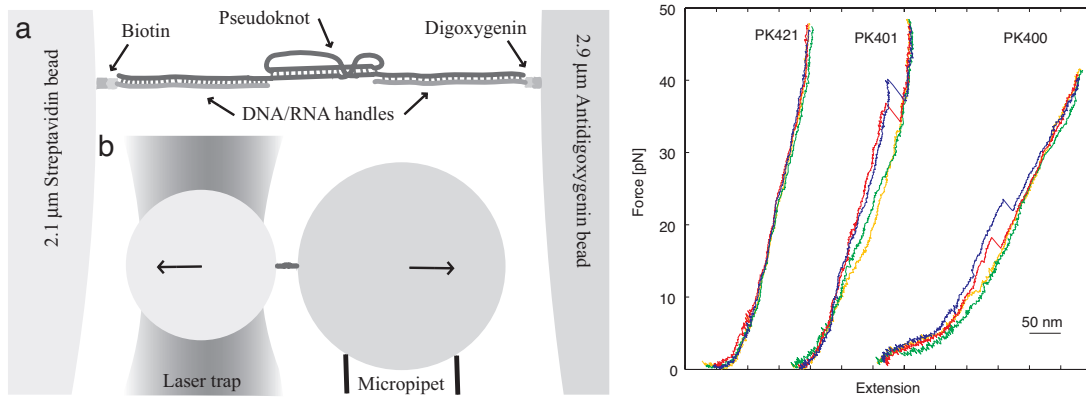 a
Biotin
Pseudoknot
Digoxygenin
DNA/RNA handles
2.1 µm Streptavidin bead
2.9 µm Antidigoxygenin bead
b
Laser trap
Micropipet
50
40
30
20
10
0
Force [pN]
PK421
PK401
PK400
50 nm
Extension